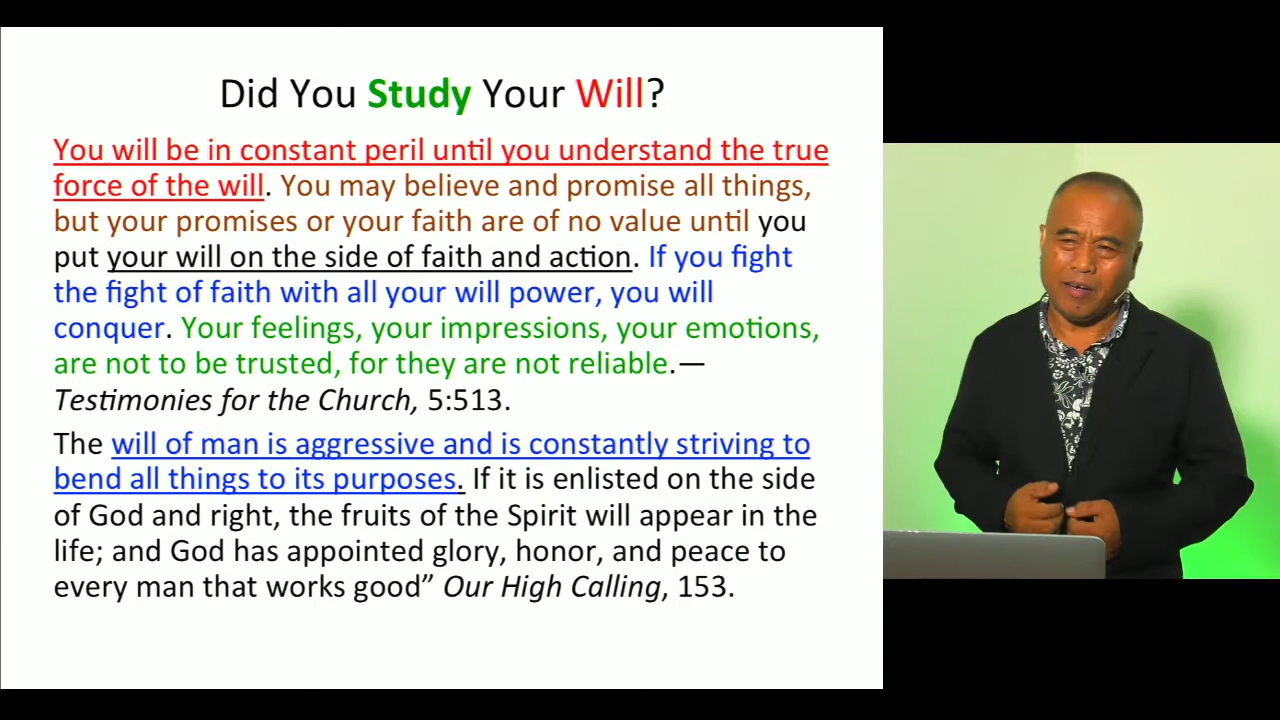 Did You Study Your Will?
You will be in constant peril until you understand the true
force of the will. You may believe and promise all things,
but your promises or your faith are of no value until you
put your will on the side of faith and action. If you fight
the fight of faith with all your will power, you will
conquer. Your feelings, your impressions, your emotions,
are not to be trusted, for they are not reliable.—
Testimonies for the Church, 5:513.
The will of man is aggressive and is constantly striving to
bend all things to its purposes. If it is enlisted on the side
of God and right, the fruits of the Spirit will appear in the
life; and God has appointed glory, honor, and peace to
every man that works good” Our High Calling, 153.